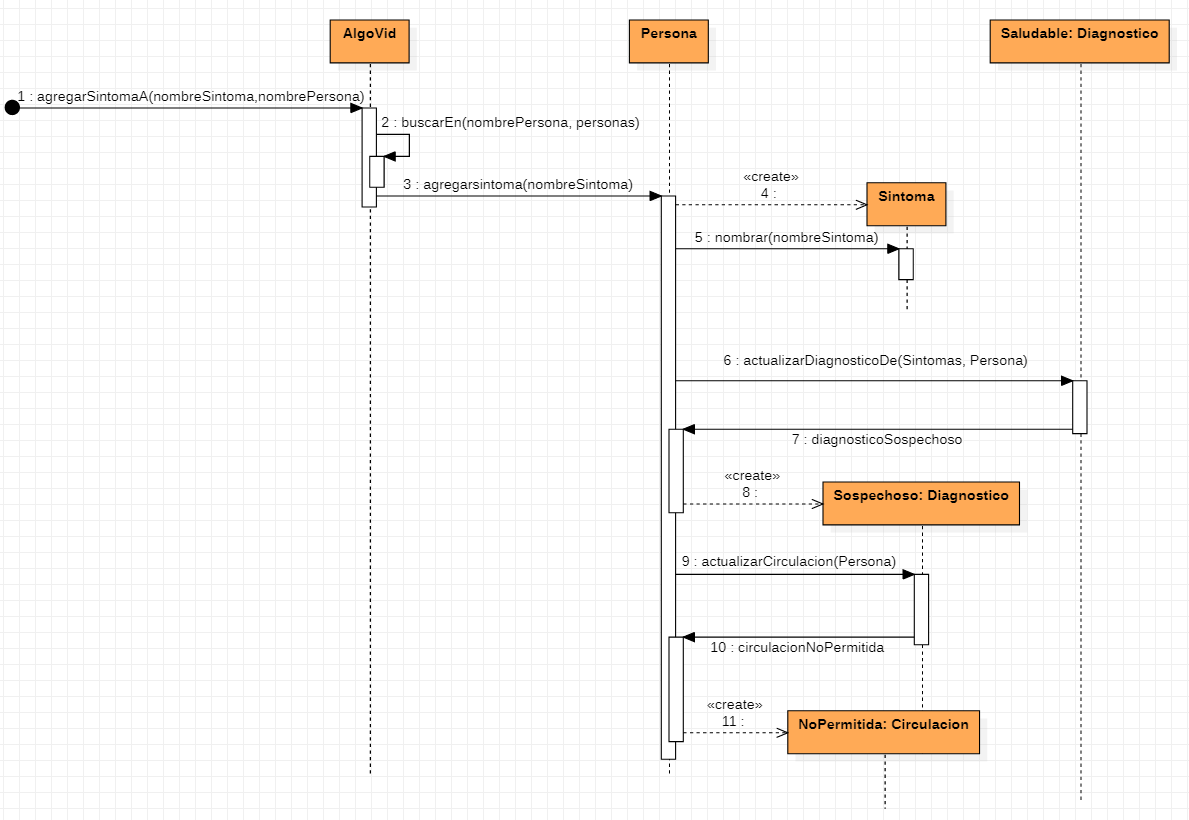 AlgoVid
Persona
Saludable: Diagnostico
1 : agregarSintomaA(nombreSintoma,nombrePersona)
2 : buscarEn(nombrePersona, personas)
3 : agregarsintoma(nombreSintoma)
«create»
4 :
Sintoma
5 : nombrar(nombreSintoma)
6 : actualizarDiagnosticoDe(Sintomas, Persona)
7 : diagnosticoSospechoso
«create»
8 :
Sospechoso: Diagnostico
9 : actualizarCirculacion(Persona)
10 : circulacionNoPermitida
«create»
11 :
NoPermitida: Circulacion